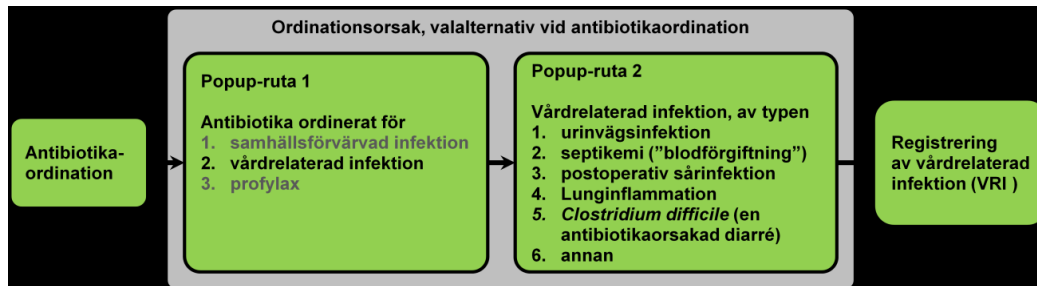 Ordinationsorsak, valalternativ vid antibiotikaordination
Antibiotika-
ordination
Popup-ruta 1
Antibiotika ordinerat för
1. samhällsförvärvad infektion
2. vårdrelaterad infektion
3. profylax
Popup-ruta 2
Vårdrelaterad infektion, av typen
1. urinvägsinfektion
2. septikemi (”blodförgiftning”)
3. postoperativ sårinfektion
4. Lunginflammation
5. Clostridium difficile (en
antibiotikaorsakad diarré)
6. annan
Registrering
av vårdrelaterad
infektion (VRI )